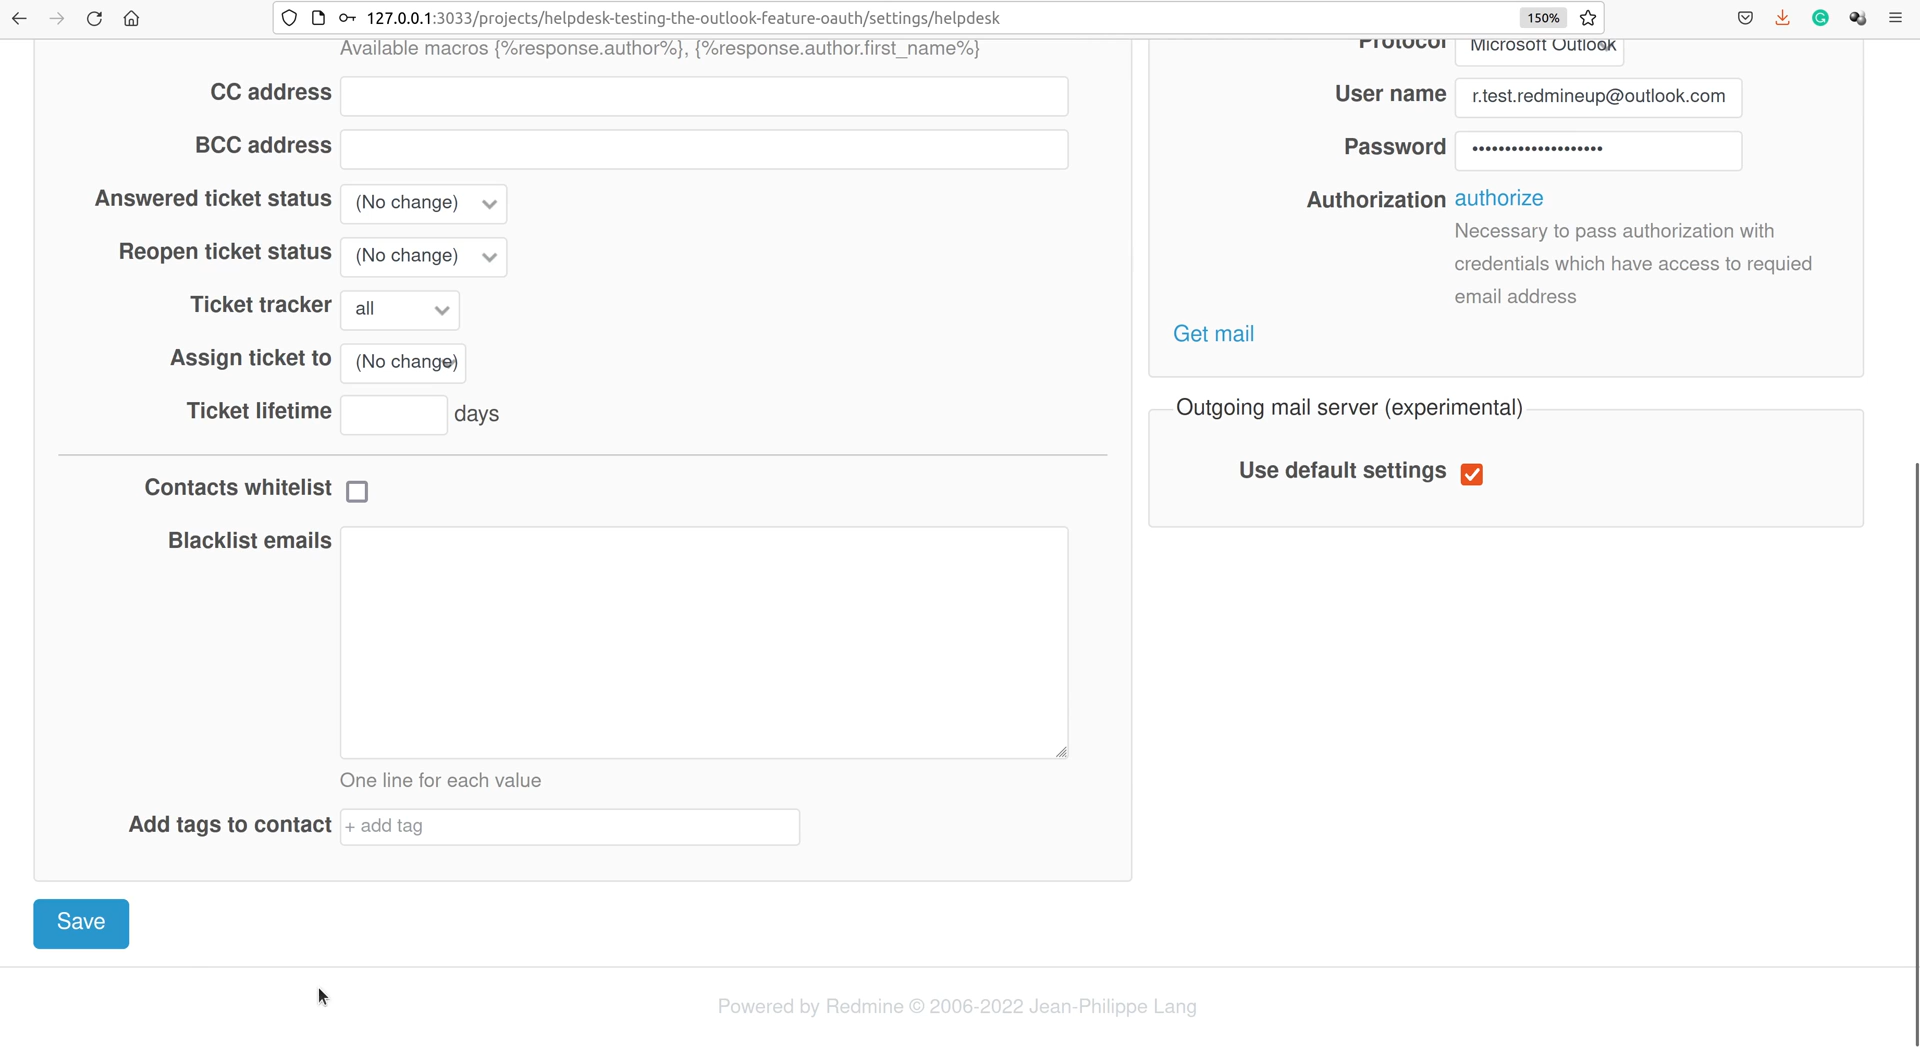 127.0.0.1:3033/projects/helpdesk-testing-the-outlook-feature-oauth/settings/helpdesk
150%
Available macros {%response.author%}, {%response.author.first_name%}
CC address
BCC address
Answered ticket status (No change)
Reopen ticket status (No change)
Ticket tracker all
Assign ticket to (No change)
Ticket lifetime days
Contacts whitelist
Blacklist emails
One line for each value
Add tags to contact + add tag
Save
Protocol Microsoft Outlook
User name r.test.redmineup@outlook.com
Password ••••••••••••••••••••
Authorization authorize
Necessary to pass authorization with
credentials which have access to requied
email address
Get mail
Outgoing mail server (experimental)
Use default settings
Powered by Redmine © 2006-2022 Jean-Philippe Lang